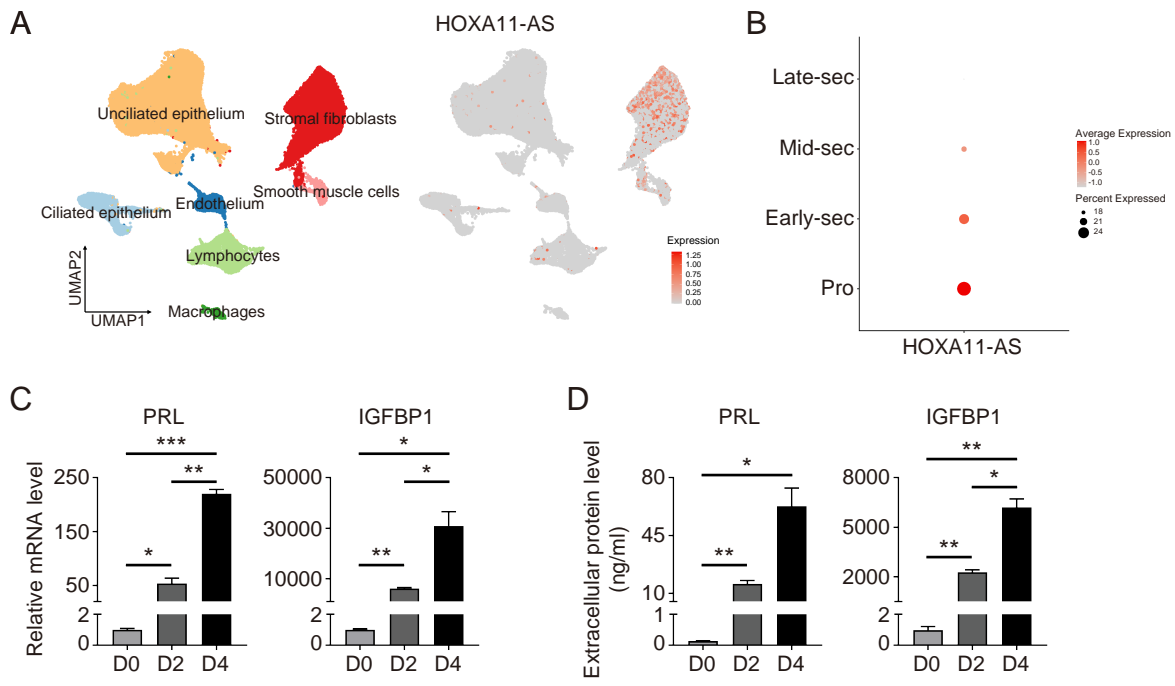 A
HOXA11-AS
Unciliated epithelium
Stromal fibroblasts
Smooth muscle cells
Ciliated epithelium
Endothelium
Lymphocytes
Macrophages
UMAP2
UMAP1
Expression
1.25
1.00
0.75
0.50
0.25
0.00
B
Late-sec
Mid-sec
Early-sec
Pro
HOXA11-AS
Average Expression
1.0
0.5
0.0
-0.5
-1.0
Percent Expressed
18
21
24
C
Relative mRNA level
PRL
***
**
*
250
150
50
2
0
D0 D2 D4
IGFBP1
*
*
**
50000
30000
10000
2
0
D0 D2 D4
D
Extracellular protein level
(ng/ml)
PRL
*
**
80
45
10
1
0
D0 D2 D4
IGFBP1
**
*
**
8000
6000
2000
2
0
D0 D2 D4